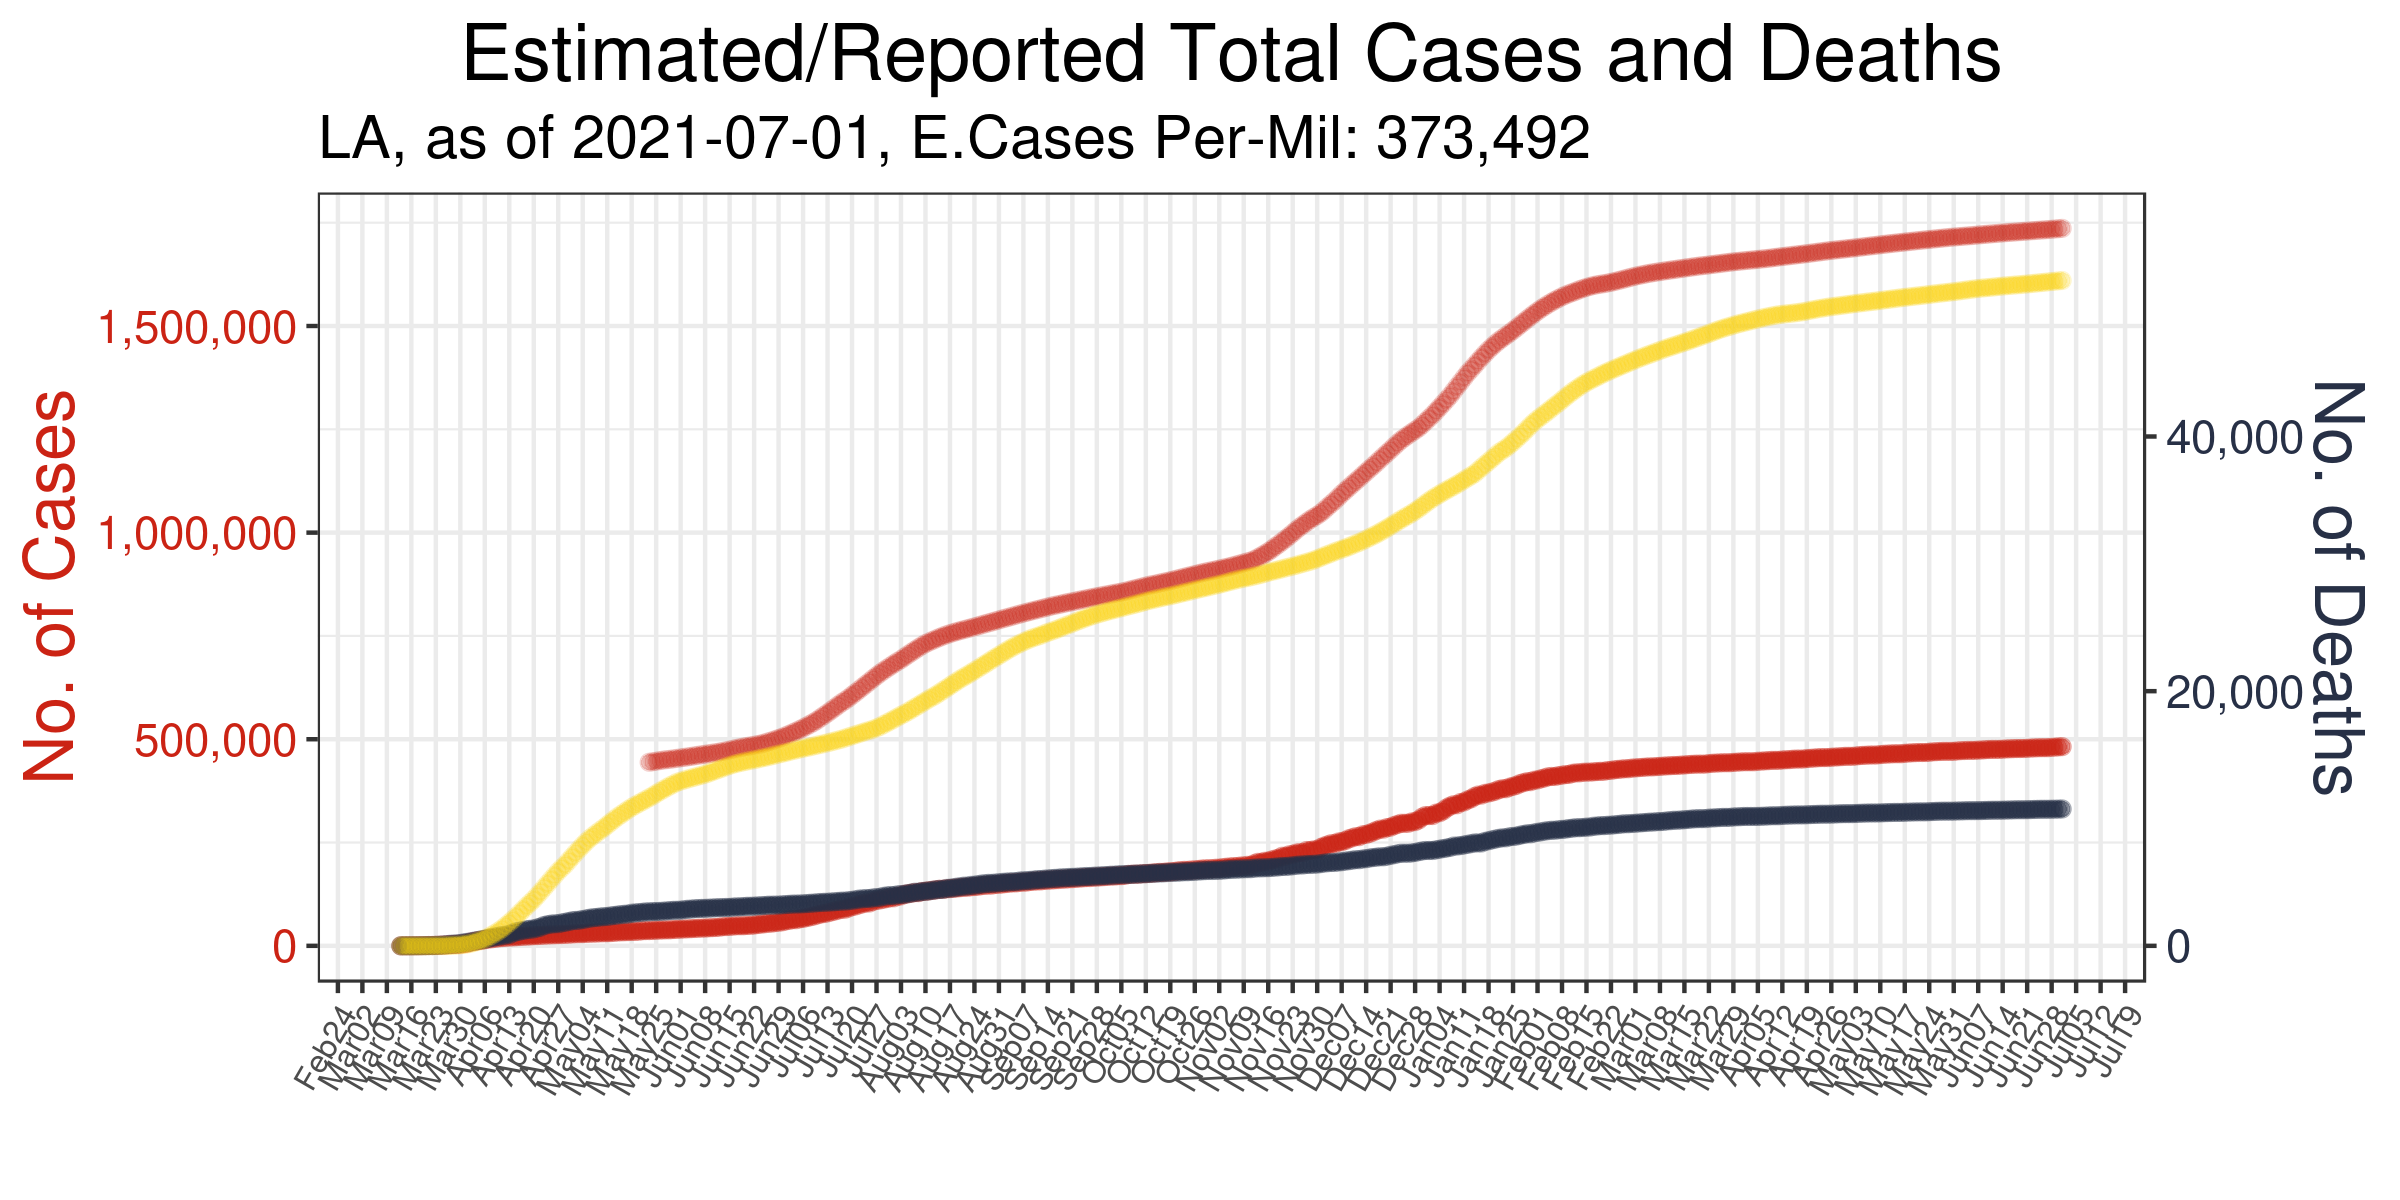 Estimated/Reported Total Cases and Deaths
LA, as of 2021-07-01, E.Cases Per-Mil: 373,492
No. of Cases
1,500,000
1,000,000
500,000
0
40,000
20,000
0
No. of Deaths
Feb24
Mar02
Mar09
Mar16
Mar23
Mar30
Apr06
Apr13
Apr20
Apr27
May04
May11
May18
May25
Jun01
Jun08
Jun15
Jun22
Jun29
Jul06
Jul13
Jul20
Jul27
Aug03
Aug10
Aug17
Aug24
Aug31
Sep07
Sep14
Sep21
Sep28
Oct05
Oct12
Oct19
Oct26
Nov02
Nov09
Nov16
Nov23
Nov30
Dec07
Dec14
Dec21
Dec28
Jan04
Jan11
Jan18
Jan25
Feb01
Feb08
Feb15
Feb22
Mar01
Mar08
Mar15
Mar22
Mar29
Apr05
Apr12
Apr19
Apr26
May03
May10
May17
May24
May31
Jun07
Jun14
Jun21
Jun28
Jul05
Jul12
Jul19